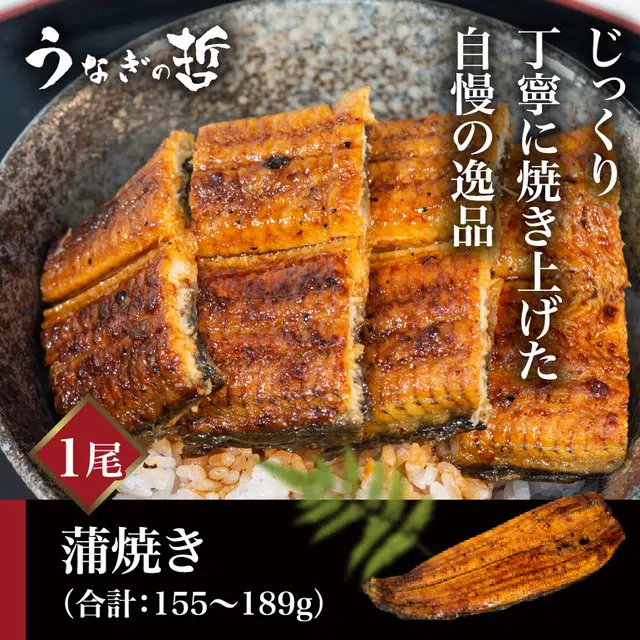 うなぎの哲
じっくり
丁寧に焼き上げた
自慢の逸品
1尾
蒲焼き
(合計:155〜189g)